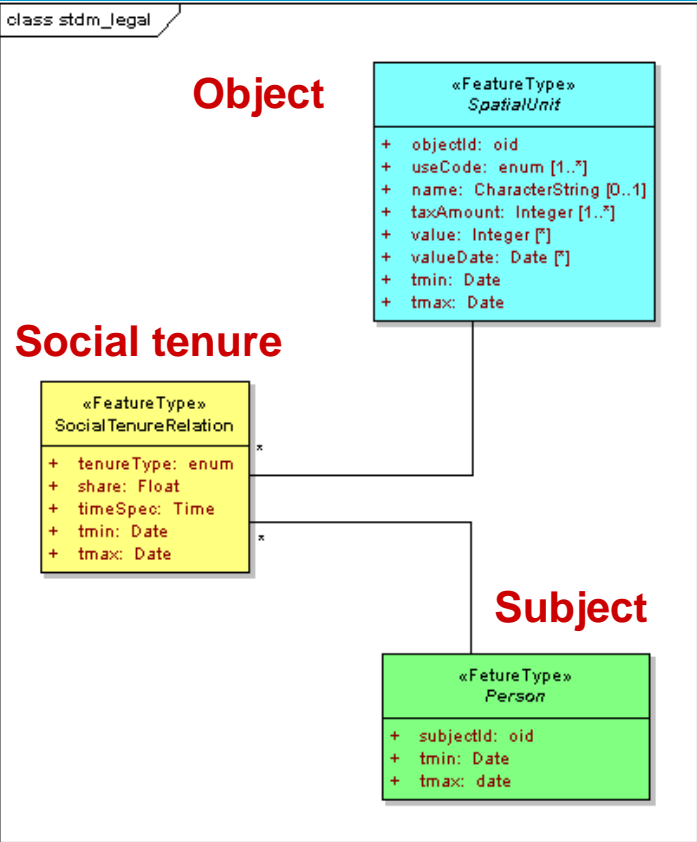 class stdm_legal
Object
«FeatureType»
SpatialUnit
+ objectId: oid
+ useCode: enum [1..*]
+ name: CharacterString [0..1]
+ taxAmount: Integer [1..*]
+ value: Integer [*]
+ valueDate: Date [*]
+ tmin: Date
+ tmax: Date
Social tenure
«FeatureType»
SocialTenureRelation
+ tenureType: enum
+ share: Float
+ timeSpec: Time
+ tmin: Date
+ tmax: Date
*
*
Subject
«FetureType»
Person
+ subjectId: oid
+ tmin: Date
+ tmax: date